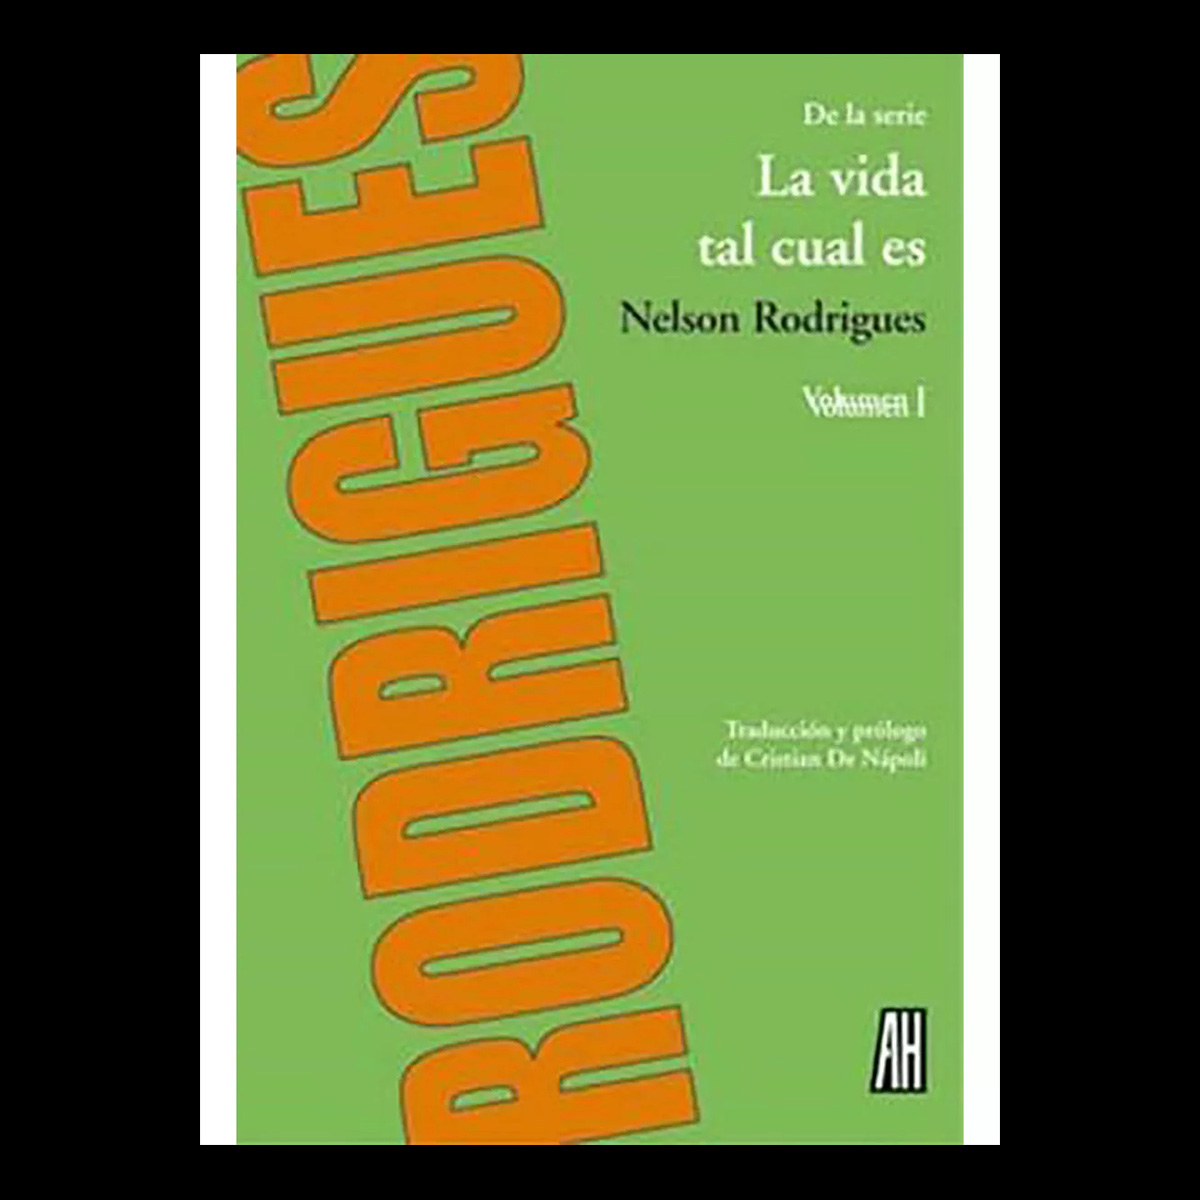 De la serie
La vida
tal cual es
Nelson Rodrigues
Volumen I
RODRIGUES
Traducción y prólogo
de Cristian De Nápoli
AH